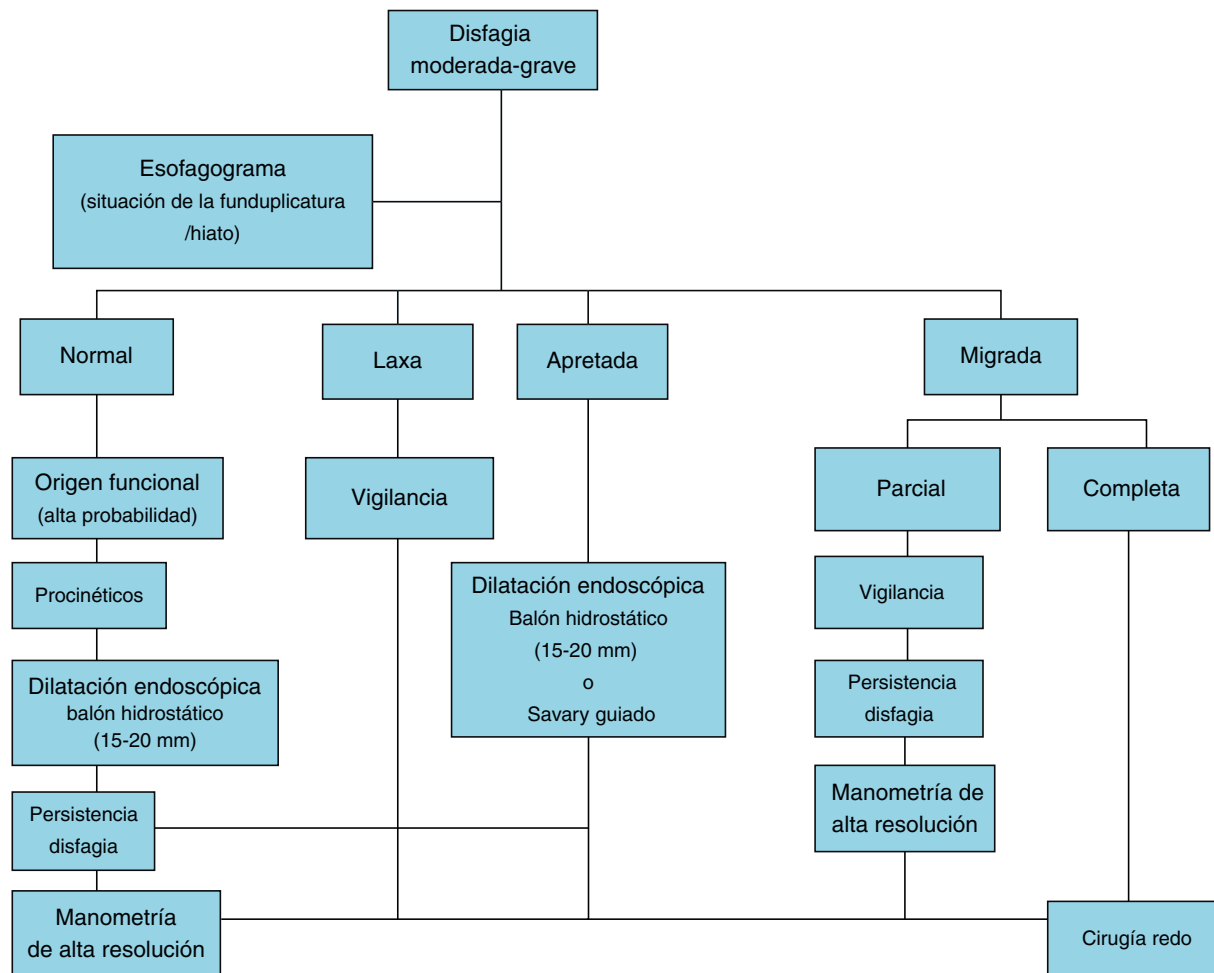 Disfagia
moderada-grave
Esofagograma
(situación de la funduplicatura
/hiato)
Normal
Laxa
Apretada
Migrada
Origen funcional
(alta probabilidad)
Vigilancia
Parcial
Completa
Procinéticos
Dilatación endoscópica
Balón hidrostático
(15-20 mm)
o
Savary guiado
Vigilancia
Dilatación endoscópica
balón hidrostático
(15-20 mm)
Persistencia
disfagia
Persistencia
disfagia
Manometría de
alta resolución
Manometría
de alta resolución
Cirugía redo